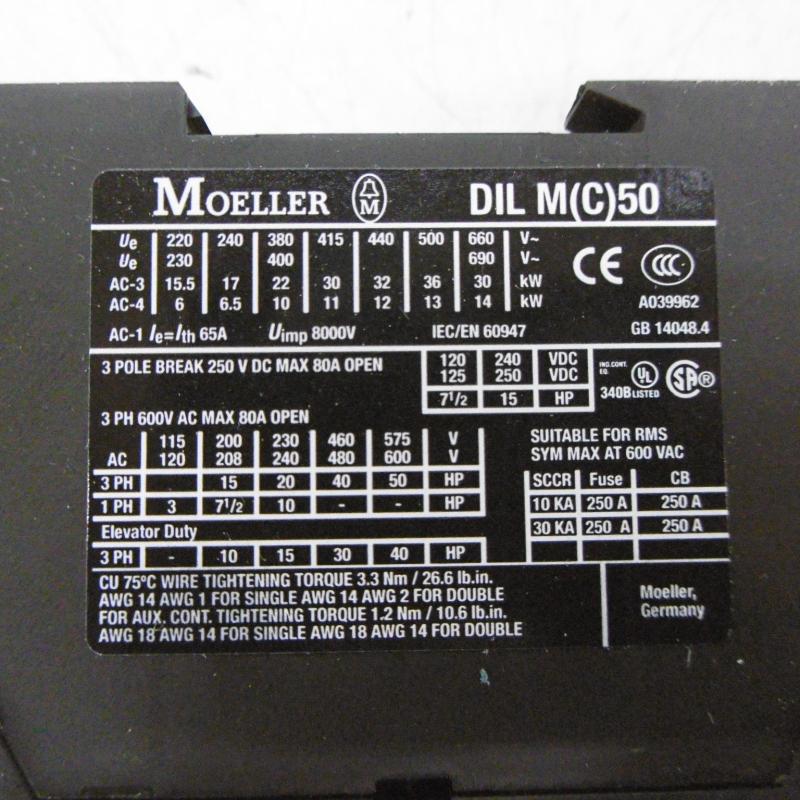 MOELLER M DIL M(C)50
Ue 220 240 380 415 440 500 660 V~
Ue 230 400 690 V~
AC-3 15.5 17 22 30 32 36 30 kW
AC-4 6 6.5 10 11 12 13 14 kW
CE CCC
A039962
AC-1 Ie=Ith 65A Uimp 8000V IEC/EN 60947 GB 14048.4
3 POLE BREAK 250 V DC MAX 80A OPEN
120 240 VDC
125 250 VDC
7 1/2 15 HP
IND.CONT.
EQ.
UL
340B LISTED
SA ®
3 PH 600V AC MAX 80A OPEN
115 200 230 460 575 V
AC 120 208 240 480 600 V
3 PH 15 20 40 50 HP
1 PH 3 7 1/2 10 - - HP
Elevator Duty
3 PH - 10 15 30 40 HP
SUITABLE FOR RMS
SYM MAX AT 600 VAC
SCCR Fuse CB
10 KA 250 A 250 A
30 KA 250 A 250 A
CU 75°C WIRE TIGHTENING TORQUE 3.3 Nm / 26.6 lb.in.
AWG 14 AWG 1 FOR SINGLE AWG 14 AWG 2 FOR DOUBLE
FOR AUX. CONT. TIGHTENING TORQUE 1.2 Nm / 10.6 lb.in.
AWG 18 AWG 14 FOR SINGLE AWG 18 AWG 14 FOR DOUBLE
Moeller,
Germany